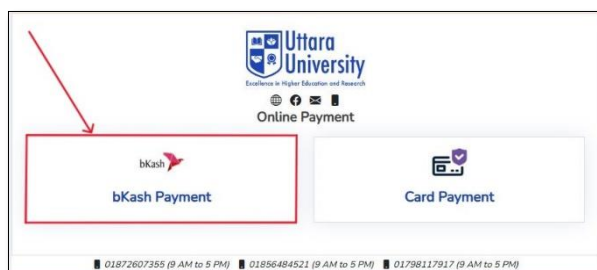 Uttara
University
Excellence in Higher Education and Research
Online Payment
bKash
bKash Payment
Card Payment
01872607355 (9 AM to 5 PM) 01856484521 (9 AM to 5 PM) 01798117917 (9 AM to 5 PM)